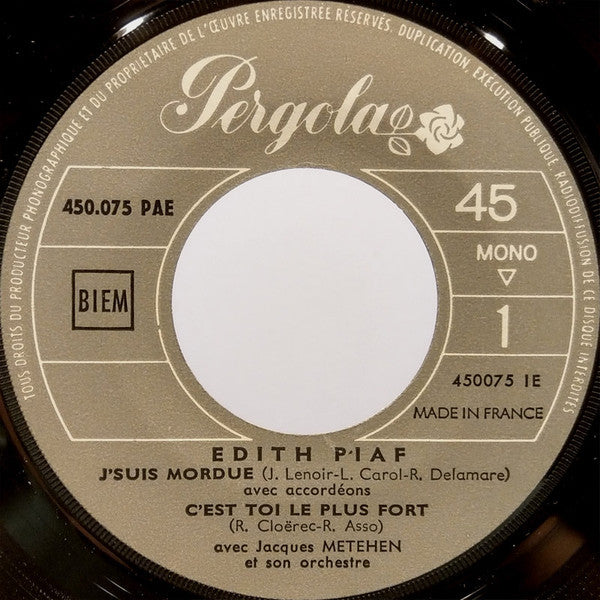 TOUS DROITS DU PRODUCTEUR PHONOGRAPHIQUE ET DU PROPRIÉTAIRE DE L'ŒUVRE ENREGISTRÉE RÉSERVÉS. DUPLICATION, EXÉCUTION PUBLIQUE, RADIODIFFUSION DE CE DISQUE INTERDITES
Pergola
450.075 PAE
45
MONO
BIEM
1
450075 IE
MADE IN FRANCE
EDITH PIAF
J'SUIS MORDUE (J. Lenoir-L. Carol-R. Delamare)
avec accordéons
C'EST TOI LE PLUS FORT
(R. Cloërec-R. Asso)
avec Jacques METEHEN
et son orchestre